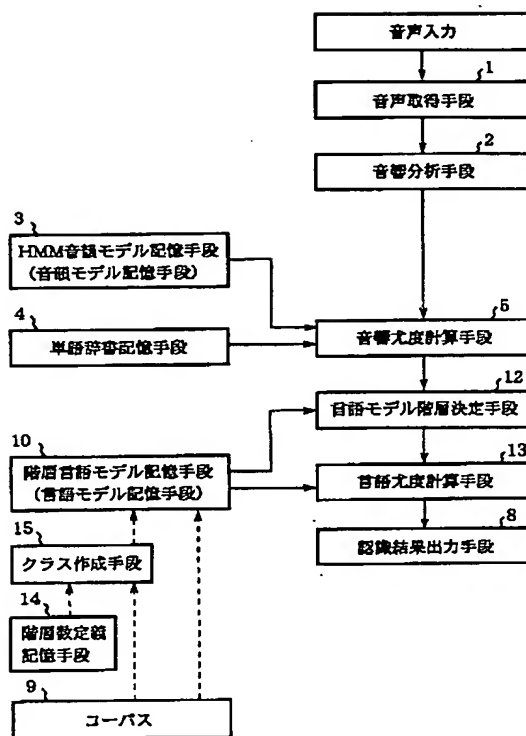 音声入力
1
音声取得手段
2
音響分析手段
3
HMM音韻モデル記憶手段
(音韻モデル記憶手段)
4
単語辞書記憶手段
5
音響尤度計算手段
12
言語モデル階層決定手段
10
階層言語モデル記憶手段
(言語モデル記憶手段)
13
言語尤度計算手段
8
認識結果出力手段
15
クラス作成手段
14
階層数定義
記憶手段
9
コーパス